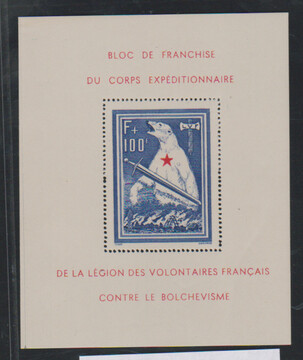 BLOC DE FRANCHISE
DU CORPS EXPÉDITIONNAIRE
F+
100F
DE LA LÉGION DES VOLONTAIRES FRANÇAIS
CONTRE LE BOLCHEVISME